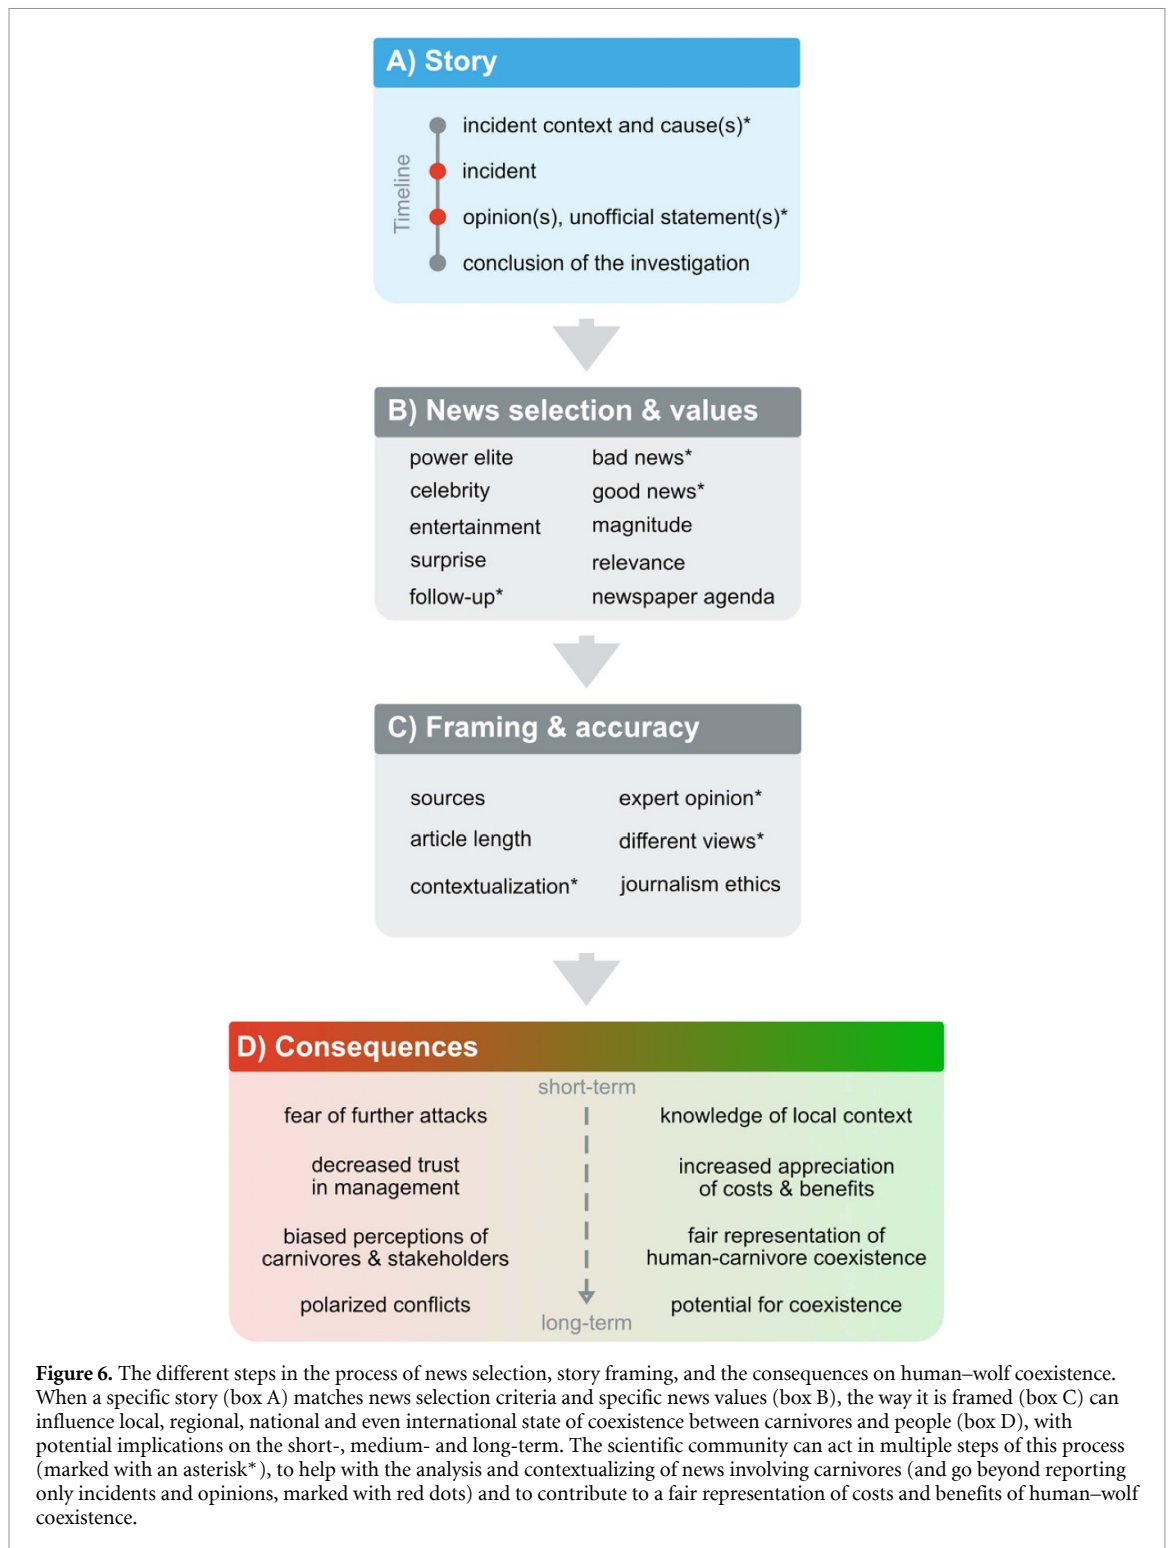 A) Story
Timeline
incident context and cause(s)*
incident
opinion(s), unofficial statement(s)*
conclusion of the investigation
B) News selection & values
power elite
celebrity
entertainment
surprise
follow-up*
bad news*
good news*
magnitude
relevance
newspaper agenda
C) Framing & accuracy
sources
article length
contextualization*
expert opinion*
different views*
journalism ethics
D) Consequences
short-term
fear of further attacks
decreased trust
in management
biased perceptions of
carnivores & stakeholders
polarized conflicts
knowledge of local context
increased appreciation
of costs & benefits
fair representation of
human-carnivore coexistence
potential for coexistence
long-term
Figure 6. The different steps in the process of news selection, story framing, and the consequences on human–wolf coexistence.
When a specific story (box A) matches news selection criteria and specific news values (box B), the way it is framed (box C) can
influence local, regional, national and even international state of coexistence between carnivores and people (box D), with
potential implications on the short-, medium- and long-term. The scientific community can act in multiple steps of this process
(marked with an asterisk*), to help with the analysis and contextualizing of news involving carnivores (and go beyond reporting
only incidents and opinions, marked with red dots) and to contribute to a fair representation of costs and benefits of human–wolf
coexistence.